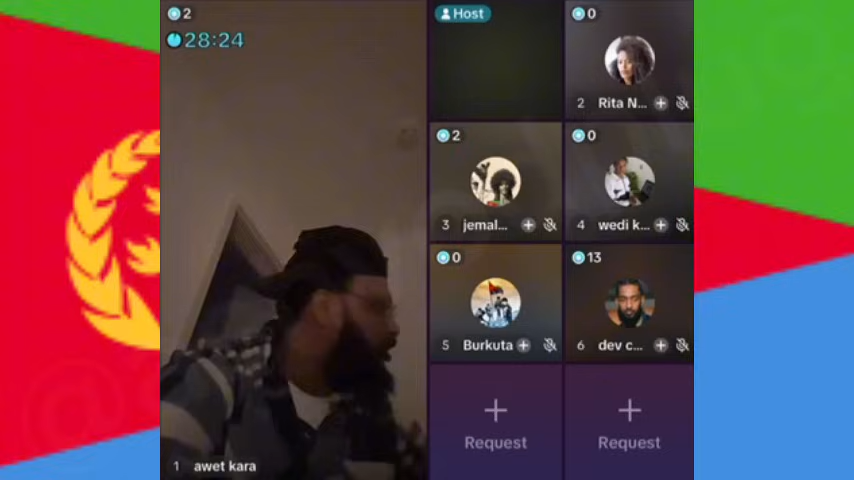 2
28:24
Host
0
2 Rita N...
2
3 jemal...
0
4 wedi k...
0
5 Burkuta
13
6 dev c...
Request
Request
1 awet kara